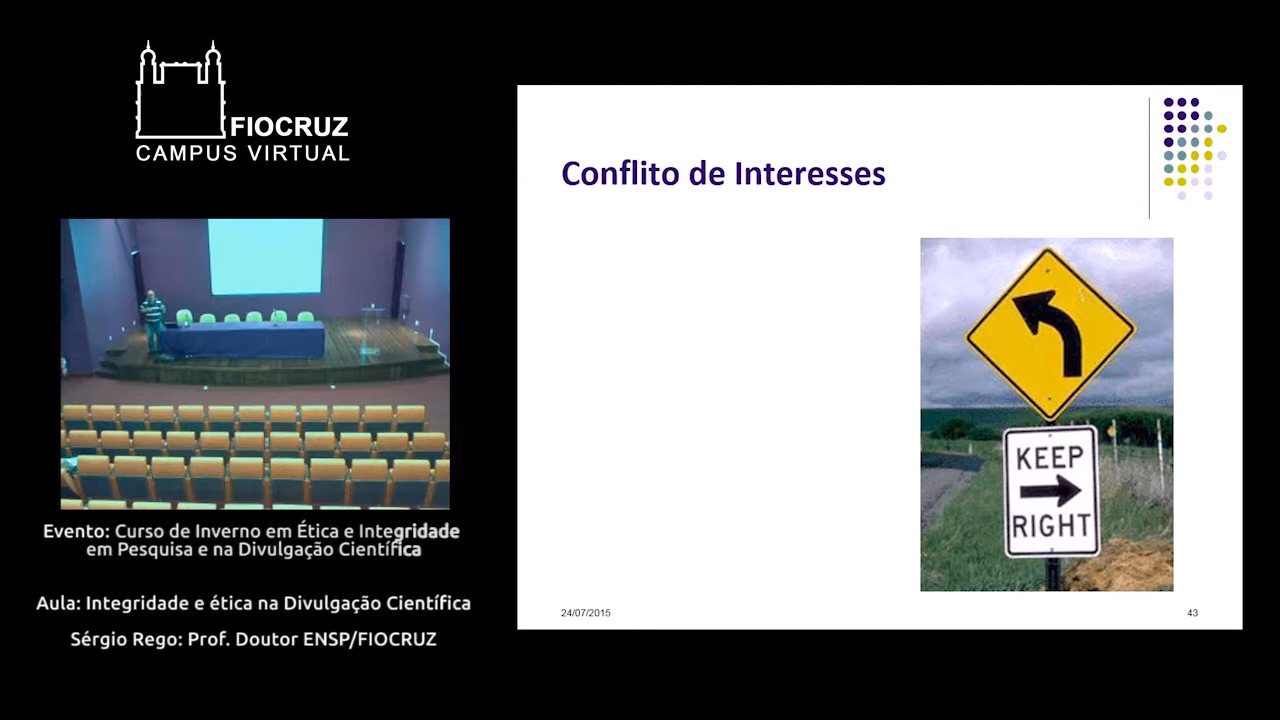 FIOCRUZ
CAMPUS VIRTUAL
Conflito de Interesses
KEEP
RIGHT
24/07/2015
43
Evento: Curso de Inverno em Ética e Integridade
em Pesquisa e na Divulgação Científica
Aula: Integridade e ética na Divulgação Científica
Sérgio Rego: Prof. Doutor ENSP/FIOCRUZ